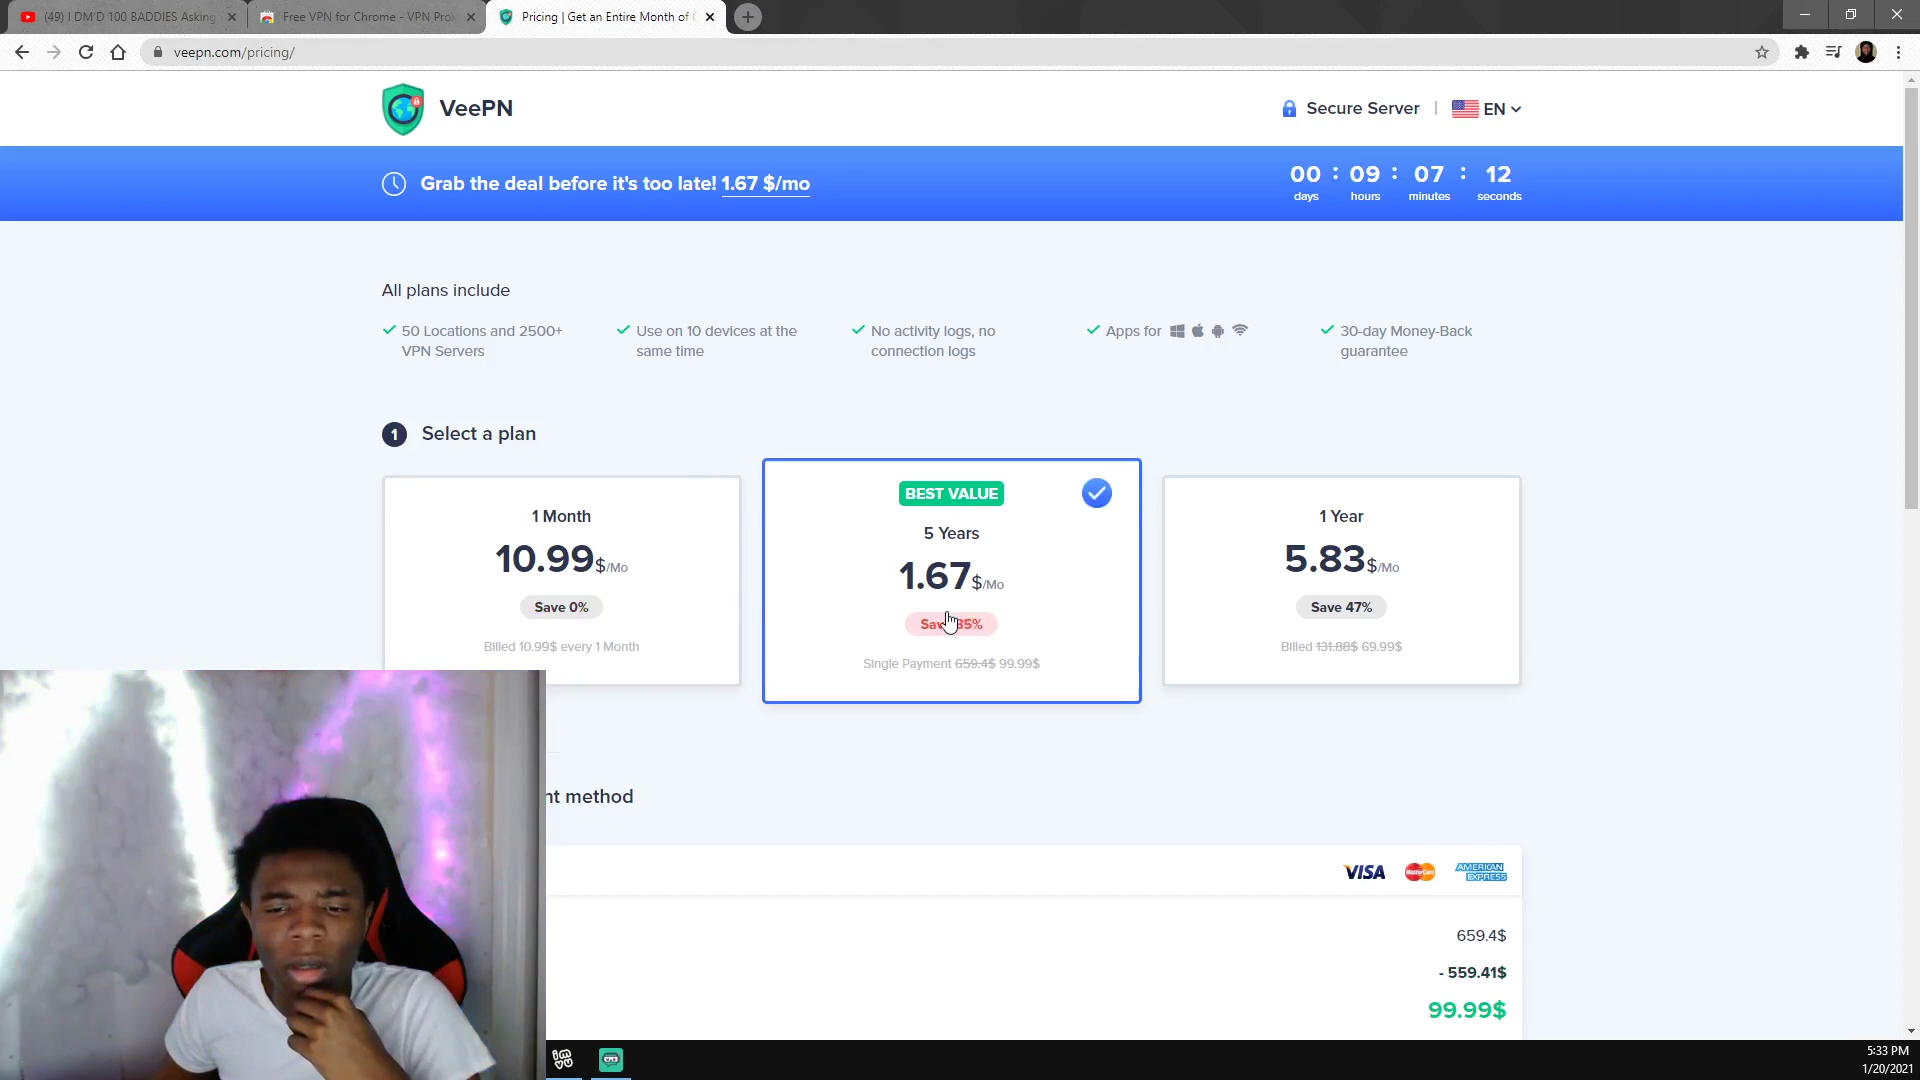 (49) I DM'D 100 BADDIES Asking
Free VPN for Chrome - VPN Prox
Pricing | Get an Entire Month of
veepn.com/pricing/
VeePN
Secure Server | EN
Grab the deal before it's too late! 1.67 $/mo
00 : 09 : 07 : 12
days hours minutes seconds
All plans include
50 Locations and 2500+
VPN Servers
Use on 10 devices at the
same time
No activity logs, no
connection logs
Apps for
30-day Money-Back
guarantee
1 Select a plan
1 Month
10.99$/Mo
Save 0%
Billed 10.99$ every 1 Month
BEST VALUE
5 Years
1.67$/Mo
Single Payment 659.4$ 99.99$
1 Year
5.83$/Mo
Save 47%
Billed 131.88$ 69.99$
nt method
VISA MasterCard AMERICAN EXPRESS
659.4$
- 559.41$
99.99$
5:33 PM
1/20/2021